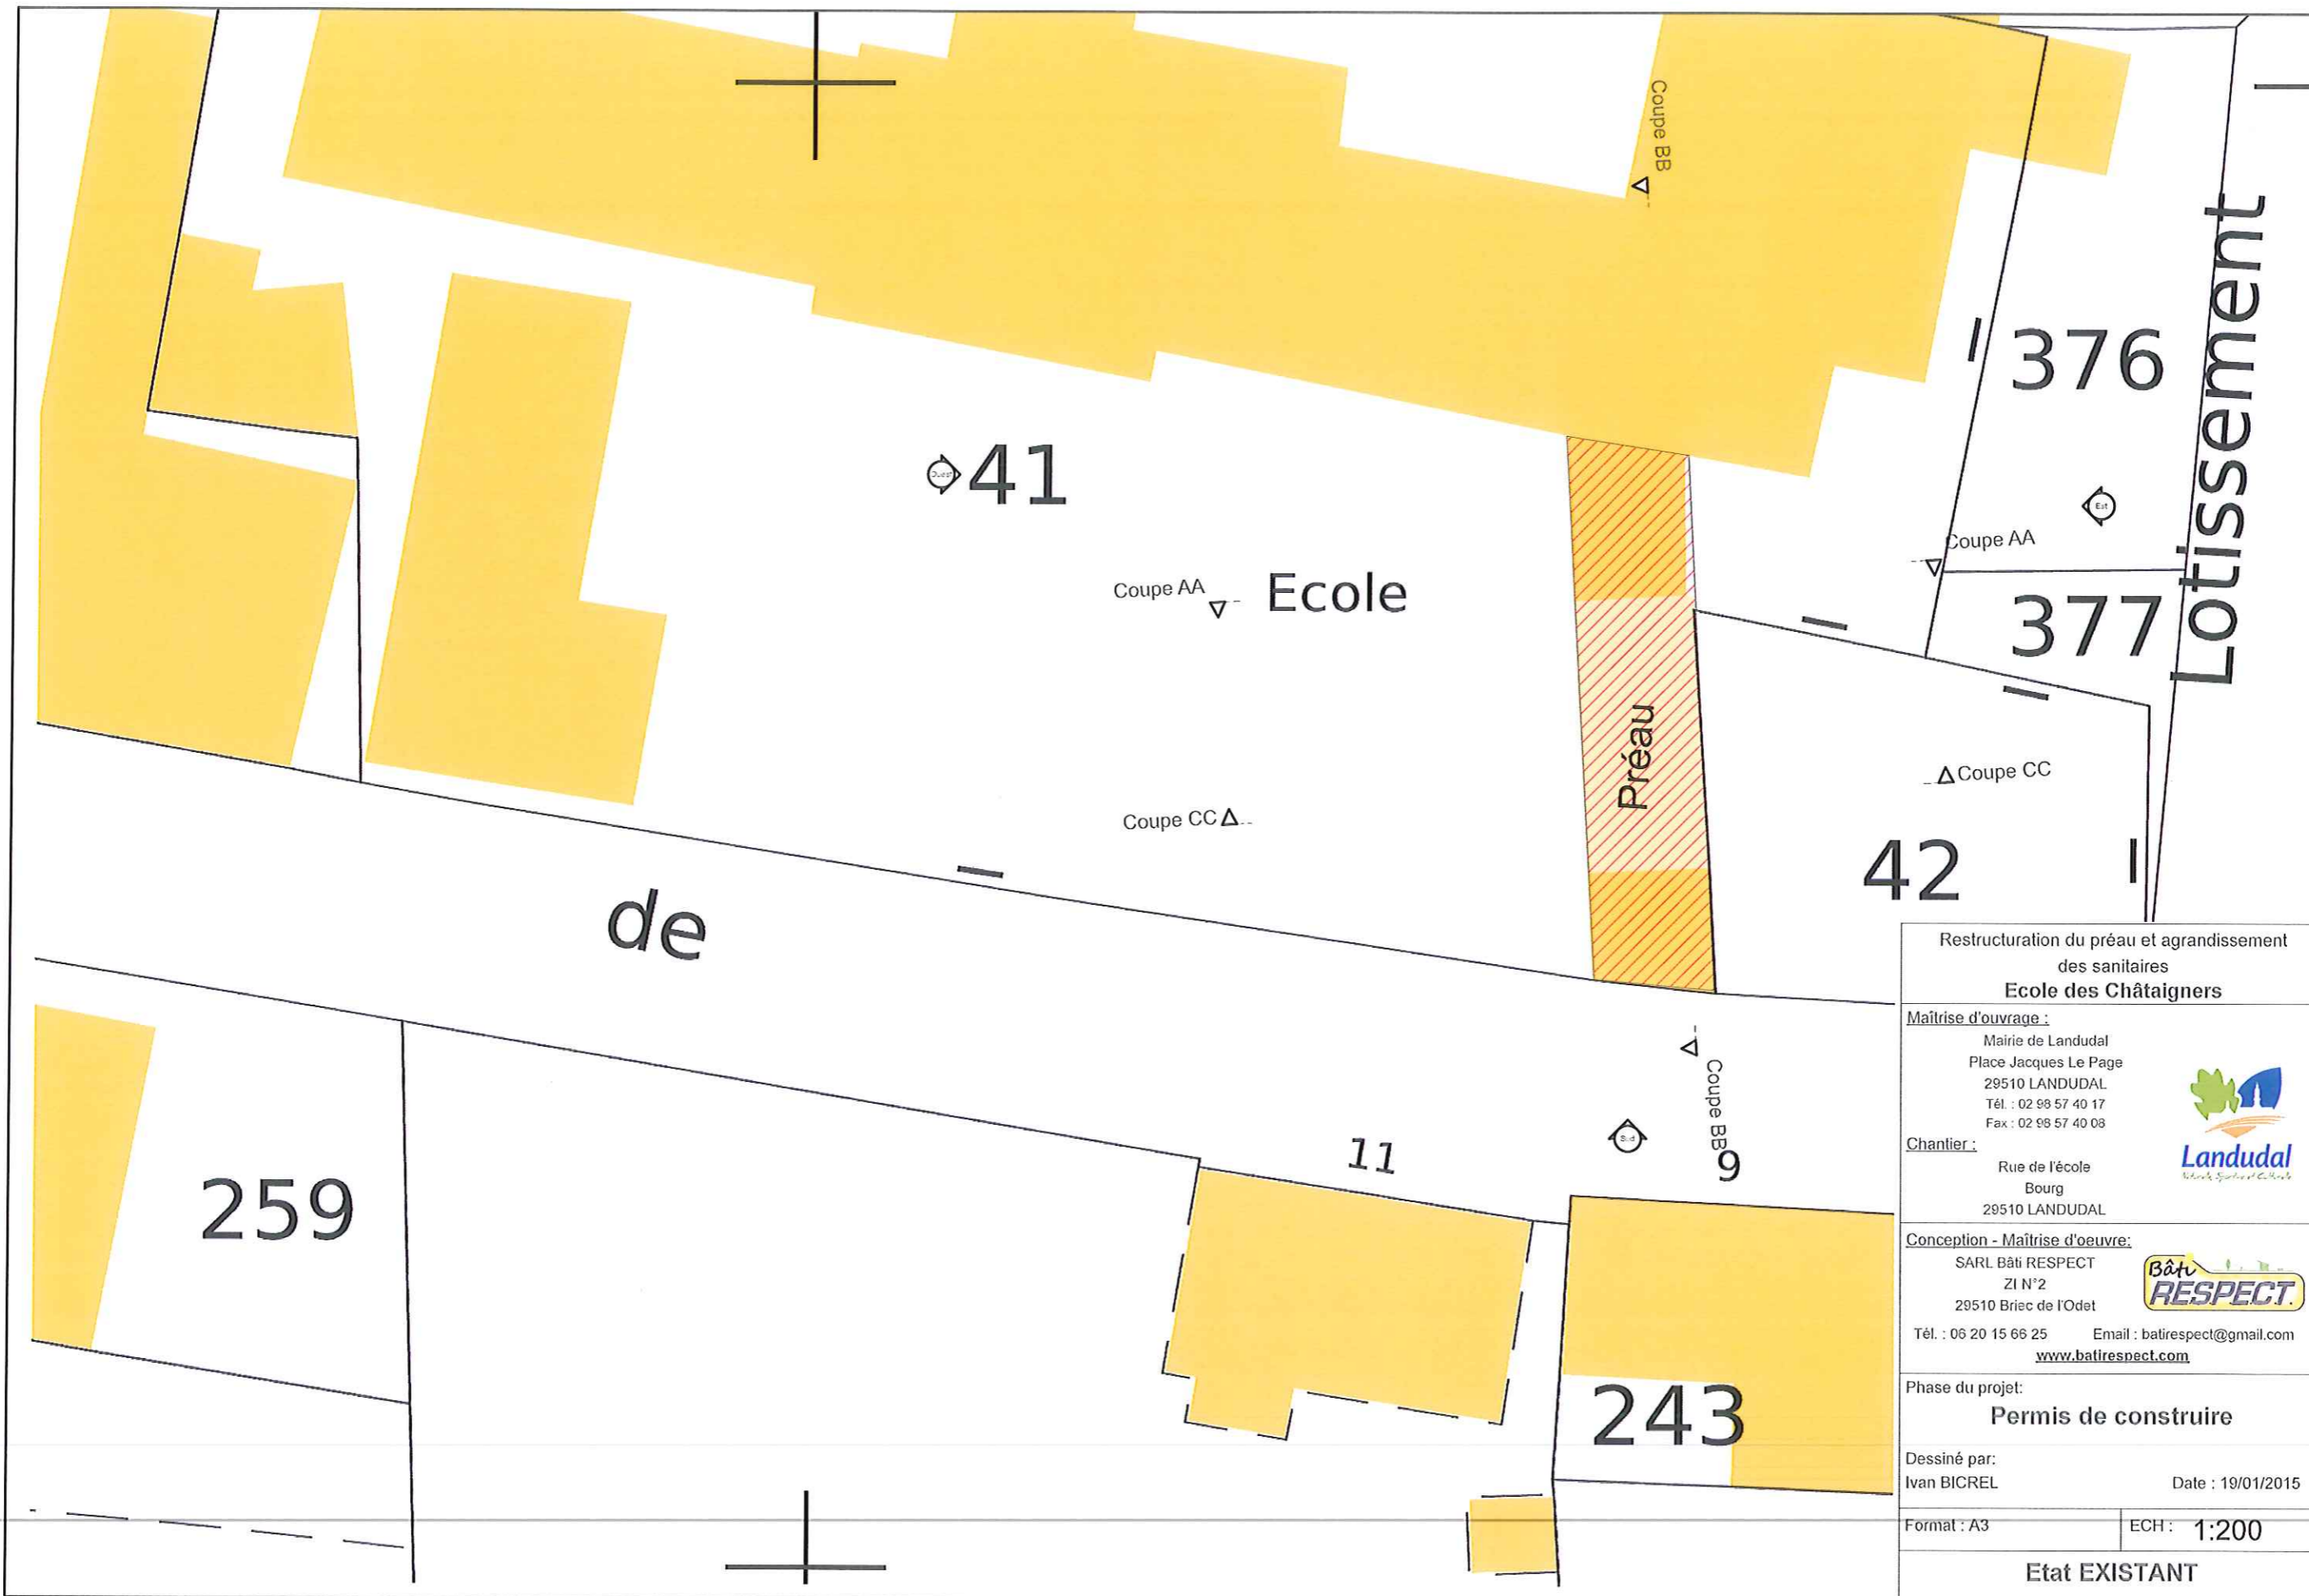 Coupe BB
Lotissement
376
Ouest
41
Est
Coupe AA
Coupe AA
Ecole
377
Préau
Coupe CC
Coupe CC
42
de
Coupe BB
Sud
11
9
259
243
Restructuration du préau et agrandissement
des sanitaires
Ecole des Châtaigners
Maîtrise d'ouvrage :
Mairie de Landudal
Place Jacques Le Page
29510 LANDUDAL
Tél. : 02 98 57 40 17
Fax : 02 98 57 40 08
Landudal
Chantier :
Rue de l'école
Bourg
29510 LANDUDAL
Conception - Maîtrise d'oeuvre:
SARL Bâti RESPECT
ZI N°2
29510 Briec de l'Odet
Bâti
RESPECT.
Tél. : 06 20 15 66 25 Email : batirespect@gmail.com
www.batirespect.com
Phase du projet:
Permis de construire
Dessiné par:
Ivan BICREL Date : 19/01/2015
Format : A3 ECH : 1:200
Etat EXISTANT